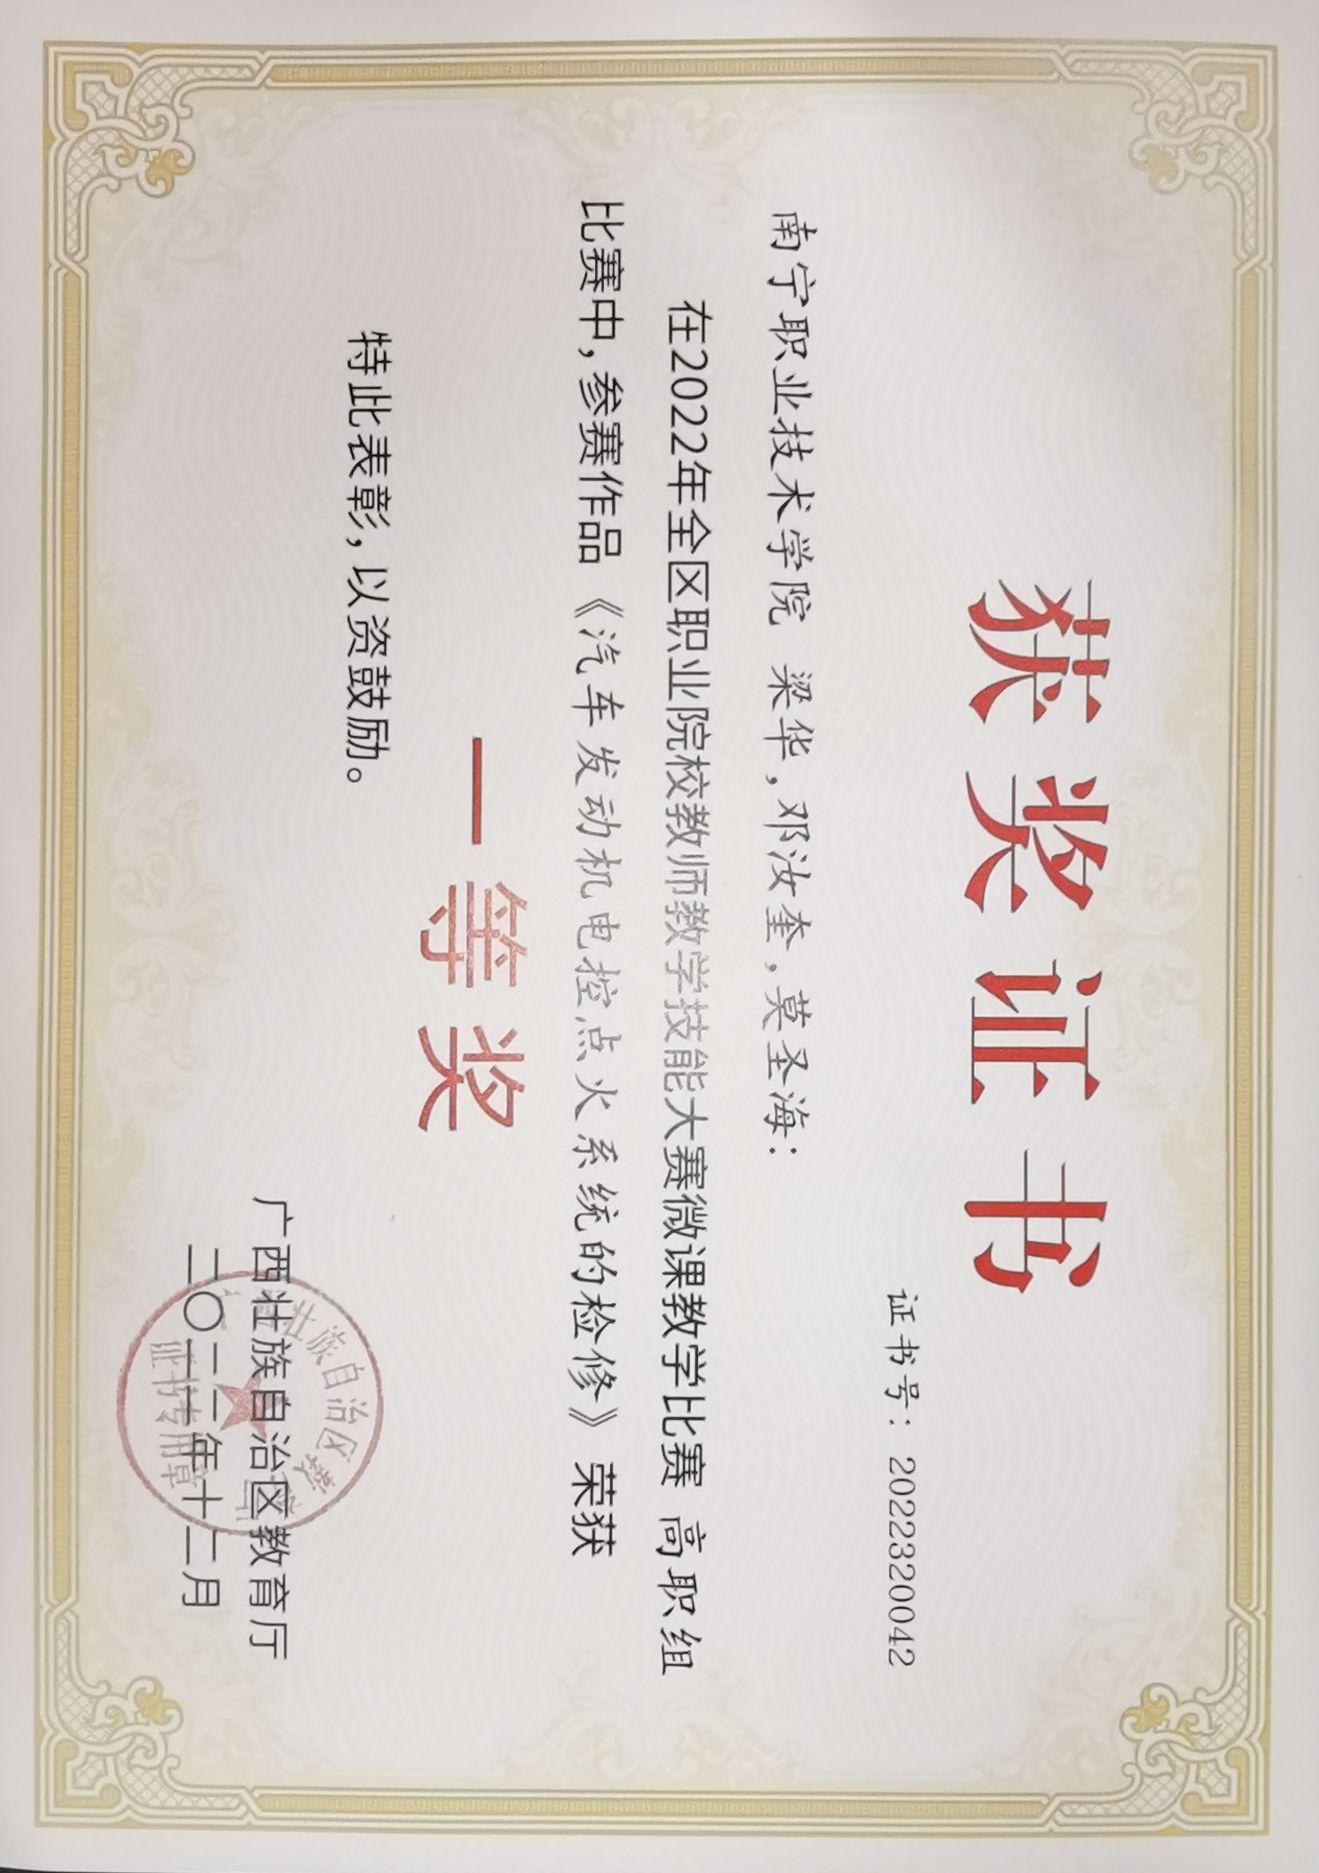 获奖证书
证书号：2022320042
南宁职业技术学院 梁华，邓汝奎，莫圣海：
在2022年全区职业院校教师教学技能大赛微课教学比赛 高职组
比赛中，参赛作品《汽车发动机电控点火系统的检修》荣获
一等奖
特此表彰，以资鼓励。
广西壮族自治区教育厅
二〇二二年十二月
证书专用章